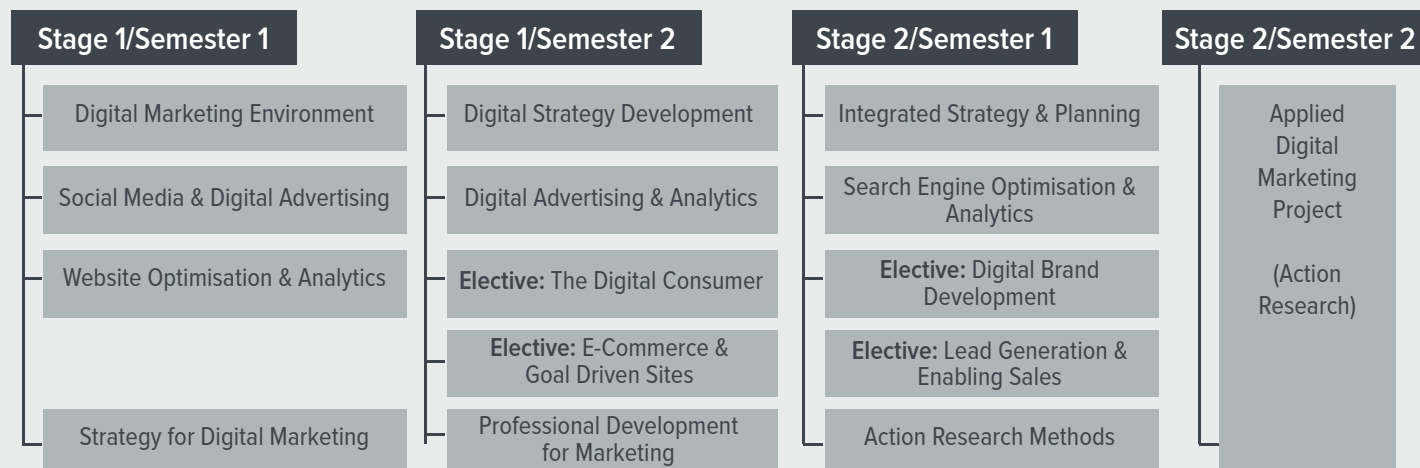 Stage 1/Semester 1
Digital Marketing Environment
Social Media & Digital Advertising
Website Optimisation & Analytics
Strategy for Digital Marketing
Stage 1/Semester 2
Digital Strategy Development
Digital Advertising & Analytics
Elective: The Digital Consumer
Elective: E-Commerce &
Goal Driven Sites
Professional Development
for Marketing
Stage 2/Semester 1
Integrated Strategy & Planning
Search Engine Optimisation &
Analytics
Elective: Digital Brand
Development
Elective: Lead Generation &
Enabling Sales
Action Research Methods
Stage 2/Semester 2
Applied
Digital
Marketing
Project
(Action
Research)